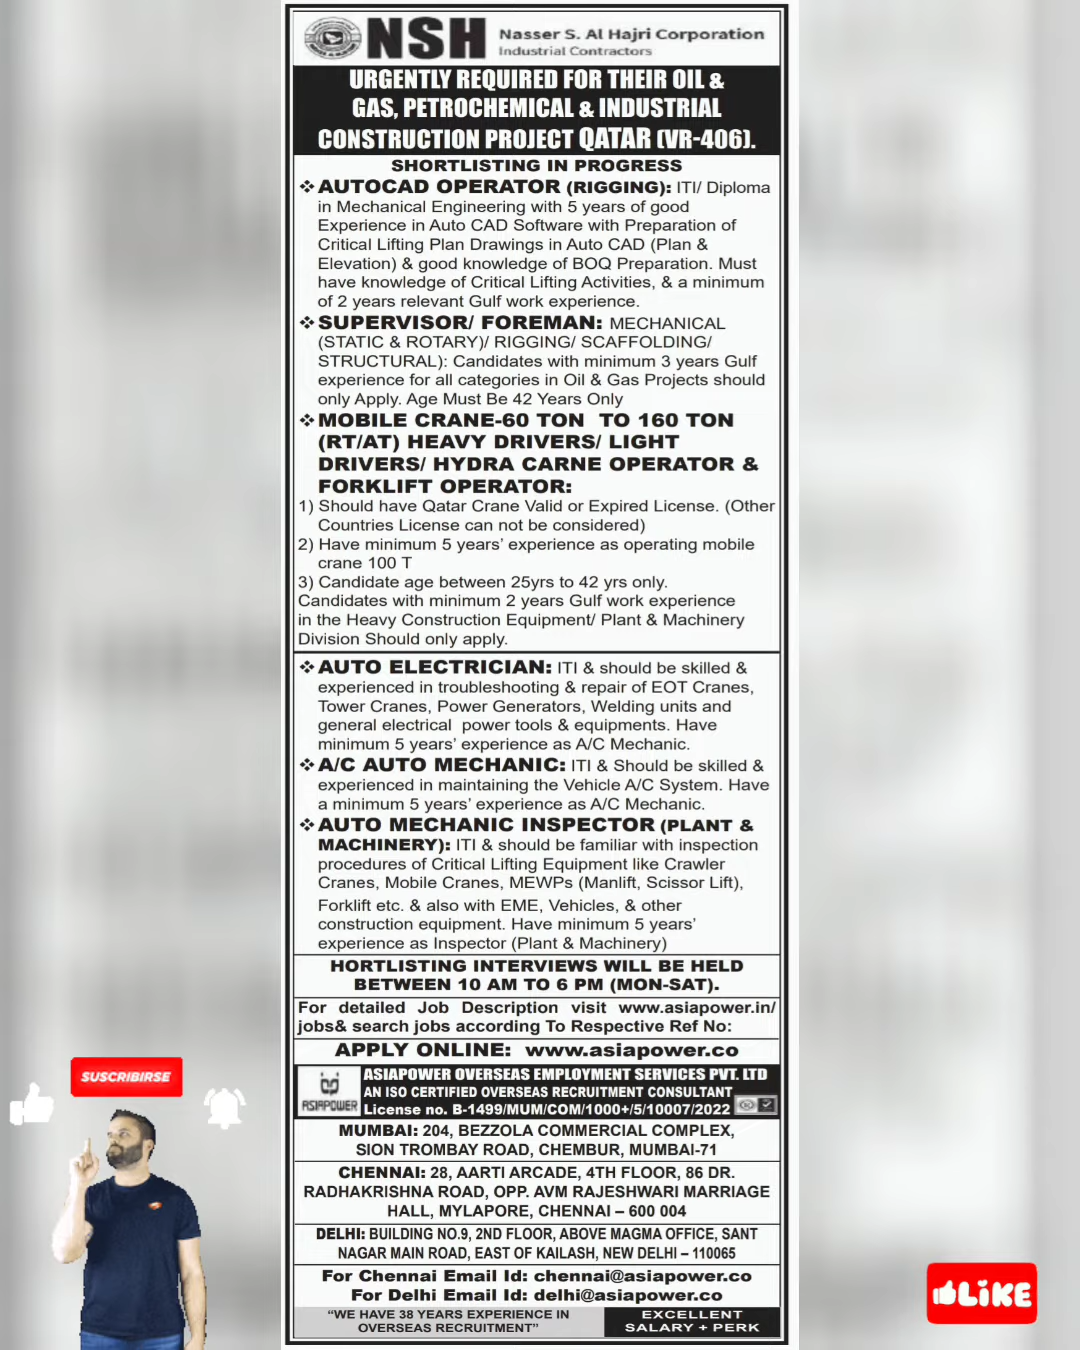 NSH Nasser S. Al Hajri Corporation
Industrial Contractors
URGENTLY REQUIRED FOR THEIR OIL &
GAS, PETROCHEMICAL & INDUSTRIAL
CONSTRUCTION PROJECT QATAR (VR-406).
SHORTLISTING IN PROGRESS
❖ AUTOCAD OPERATOR (RIGGING): ITI/ Diploma
in Mechanical Engineering with 5 years of good
Experience in Auto CAD Software with Preparation of
Critical Lifting Plan Drawings in Auto CAD (Plan &
Elevation) & good knowledge of BOQ Preparation. Must
have knowledge of Critical Lifting Activities, & a minimum
of 2 years relevant Gulf work experience.
❖ SUPERVISOR/ FOREMAN: MECHANICAL
(STATIC & ROTARY)/ RIGGING/ SCAFFOLDING/
STRUCTURAL): Candidates with minimum 3 years Gulf
experience for all categories in Oil & Gas Projects should
only Apply. Age Must Be 42 Years Only
❖ MOBILE CRANE-60 TON TO 160 TON
(RT/AT) HEAVY DRIVERS/ LIGHT
DRIVERS/ HYDRA CARNE OPERATOR &
FORKLIFT OPERATOR:
1) Should have Qatar Crane Valid or Expired License. (Other
Countries License can not be considered)
2) Have minimum 5 years' experience as operating mobile
crane 100 T
3) Candidate age between 25yrs to 42 yrs only.
Candidates with minimum 2 years Gulf work experience
in the Heavy Construction Equipment/ Plant & Machinery
Division Should only apply.
❖ AUTO ELECTRICIAN: ITI & should be skilled &
experienced in troubleshooting & repair of EOT Cranes,
Tower Cranes, Power Generators, Welding units and
general electrical power tools & equipments. Have
minimum 5 years' experience as A/C Mechanic.
❖ A/C AUTO MECHANIC: ITI & Should be skilled &
experienced in maintaining the Vehicle A/C System. Have
a minimum 5 years' experience as A/C Mechanic.
❖ AUTO MECHANIC INSPECTOR (PLANT &
MACHINERY): ITI & should be familiar with inspection
procedures of Critical Lifting Equipment like Crawler
Cranes, Mobile Cranes, MEWPs (Manlift, Scissor Lift),
Forklift etc. & also with EME, Vehicles, & other
construction equipment. Have minimum 5 years'
experience as Inspector (Plant & Machinery)
HORTLISTING INTERVIEWS WILL BE HELD
BETWEEN 10 AM TO 6 PM (MON-SAT).
For detailed Job Description visit www.asiapower.in/
jobs& search jobs according To Respective Ref No:
APPLY ONLINE: www.asiapower.co
ASIAPOWER
ASIAPOWER OVERSEAS EMPLOYMENT SERVICES PVT. LTD
AN ISO CERTIFIED OVERSEAS RECRUITMENT CONSULTANT
License no. B-1499/MUM/COM/1000+/5/10007/2022
MUMBAI: 204, BEZZOLA COMMERCIAL COMPLEX,
SION TROMBAY ROAD, CHEMBUR, MUMBAI-71
CHENNAI: 28, AARTI ARCADE, 4TH FLOOR, 86 DR.
RADHAKRISHNA ROAD, OPP. AVM RAJESHWARI MARRIAGE
HALL, MYLAPORE, CHENNAI – 600 004
DELHI: BUILDING NO.9, 2ND FLOOR, ABOVE MAGMA OFFICE, SANT
NAGAR MAIN ROAD, EAST OF KAILASH, NEW DELHI – 110065
For Chennai Email Id: chennai@asiapower.co
For Delhi Email Id: delhi@asiapower.co
"WE HAVE 38 YEARS EXPERIENCE IN
OVERSEAS RECRUITMENT"
EXCELLENT
SALARY + PERK
SUSCRIBIRSE
LIKE